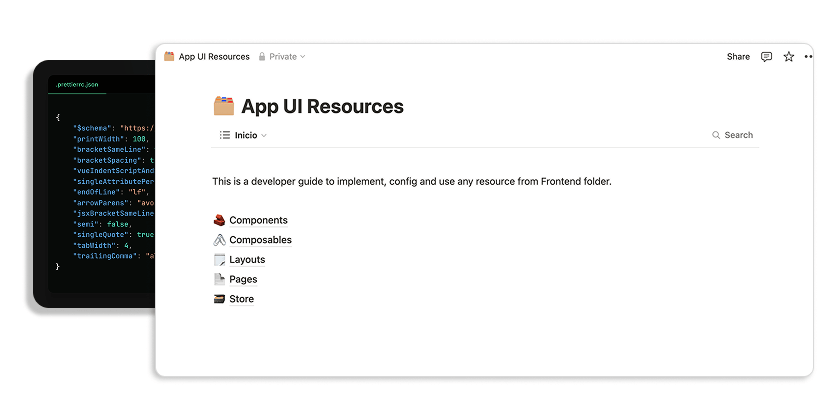 App UI Resources Private
Share
App UI Resources
Inicio
Search
This is a developer guide to implement, config and use any resource from Frontend folder.
Components
Composables
Layouts
Pages
Store
.prettierrc.json
{
"$schema": "https:/
"printWidth": 100,
"bracketSameLine":
"bracketSpacing": t
"vueIndentScriptAnd
"singleAttributePer
"endOfLine": "lf",
"arrowParens": "avo
"jsxBracketSameLine
"semi": false,
"singleQuote": true
"tabWidth": 4,
"trailingComma": "a
}